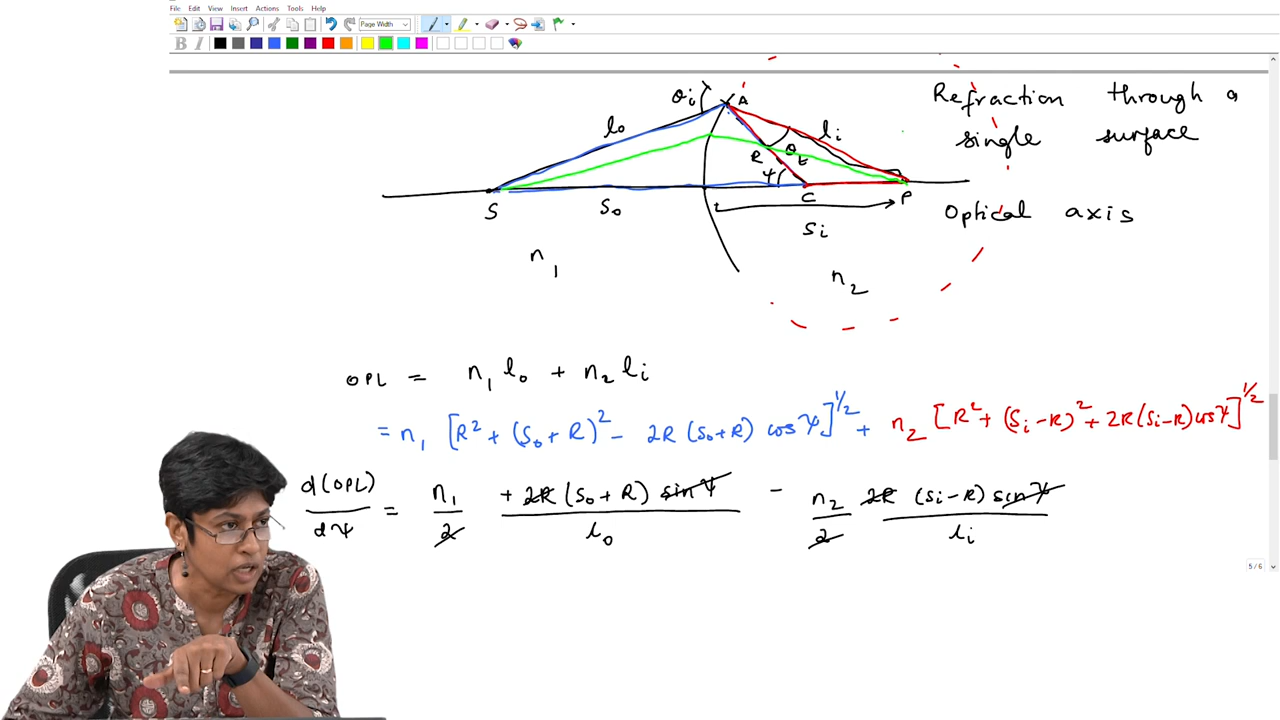 File Edit View Insert Actions Tools Help
Page Width
B I
Refraction through a
single surface
Optical axis
θi A
lo li
R θt
ψ
S So C P
Si
n1 n2
OPL = n1 lo + n2 li
= n1 [R² + (So + R)² - 2R (So+R) cos ψ]^1/2 + n2 [R² + (Si-R)² + 2R(Si-R) cos ψ]^1/2
d(OPL)/dψ = n1/2 +2R (So + R) sin ψ/lo - n2/2 2R (Si-R) sin ψ/li
5/6